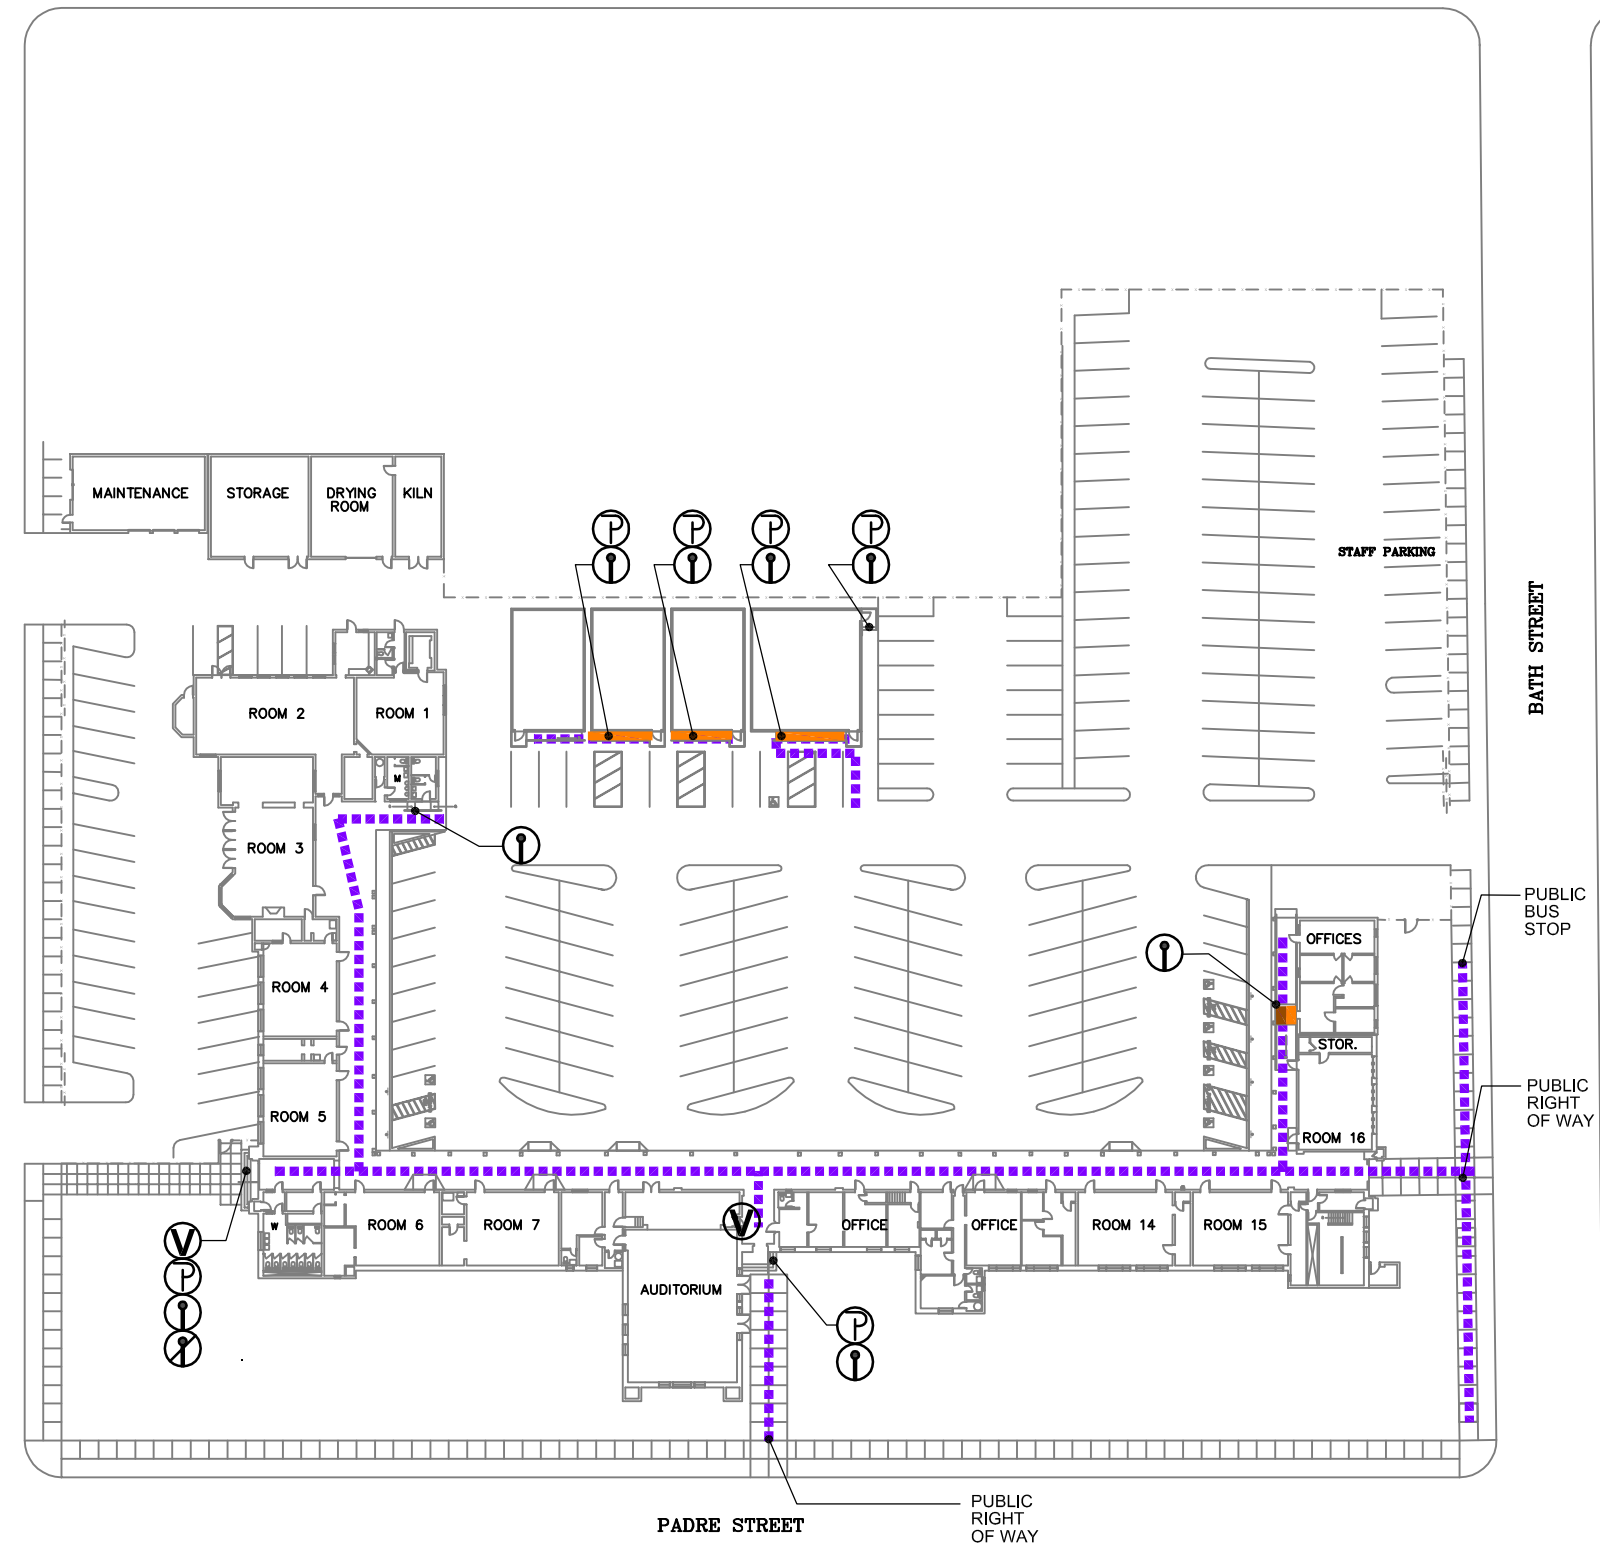 MAINTENANCE
STORAGE
DRYING
ROOM
KILN
STAFF PARKING
BATH STREET
ROOM 2
ROOM 1
M
ROOM 3
PUBLIC
BUS
STOP
OFFICES
ROOM 4
STOR.
ROOM 5
PUBLIC
RIGHT
OF WAY
ROOM 16
W
ROOM 6
ROOM 7
V
OFFICE
OFFICE
ROOM 14
ROOM 15
V
P
AUDITORIUM
P
P
P
P
P
PUBLIC
RIGHT
OF WAY
PADRE STREET